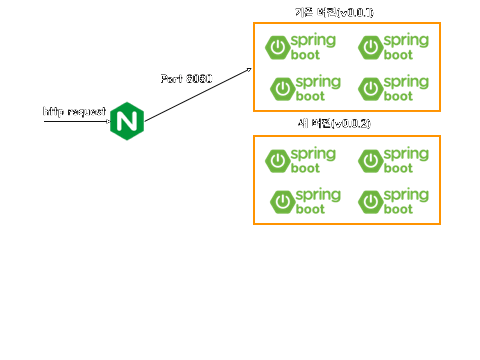 기존 버전(v0.0.1)
spring boot
spring boot
spring boot
spring boot
Port 8080
http request
N
새 버전(v0.0.2)
spring boot
spring boot
spring boot
spring boot